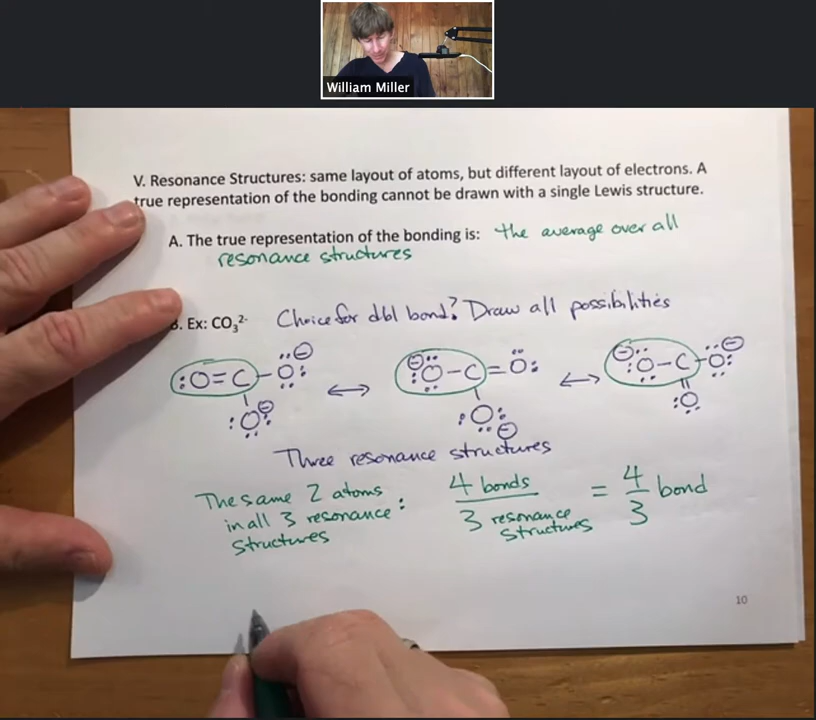 William Miller
V. Resonance Structures: same layout of atoms, but different layout of electrons. A
true representation of the bonding cannot be drawn with a single Lewis structure.
A. The true representation of the bonding is: the average over all
resonance structures
. Ex: CO₃²⁻ Choice for dbl bond? Draw all possibilities
:O=C-O: ⊖ ↔ ⊖ :O-C=O: ↔ ⊖ :O-C-O: ⊖
:O: ⊖ :O: ⊖ :O:
Three resonance structures
The same 2 atoms
in all 3 resonance
structures :
4 bonds
3 resonance
structures
= 4/3 bond
10